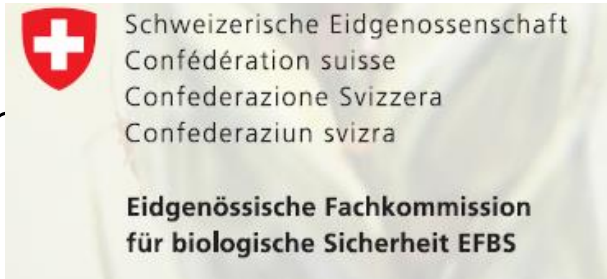 Schweizerische Eidgenossenschaft
Confédération suisse
Confederazione Svizzera
Confederaziun svizra
Eidgenössische Fachkommission
für biologische Sicherheit EFBS